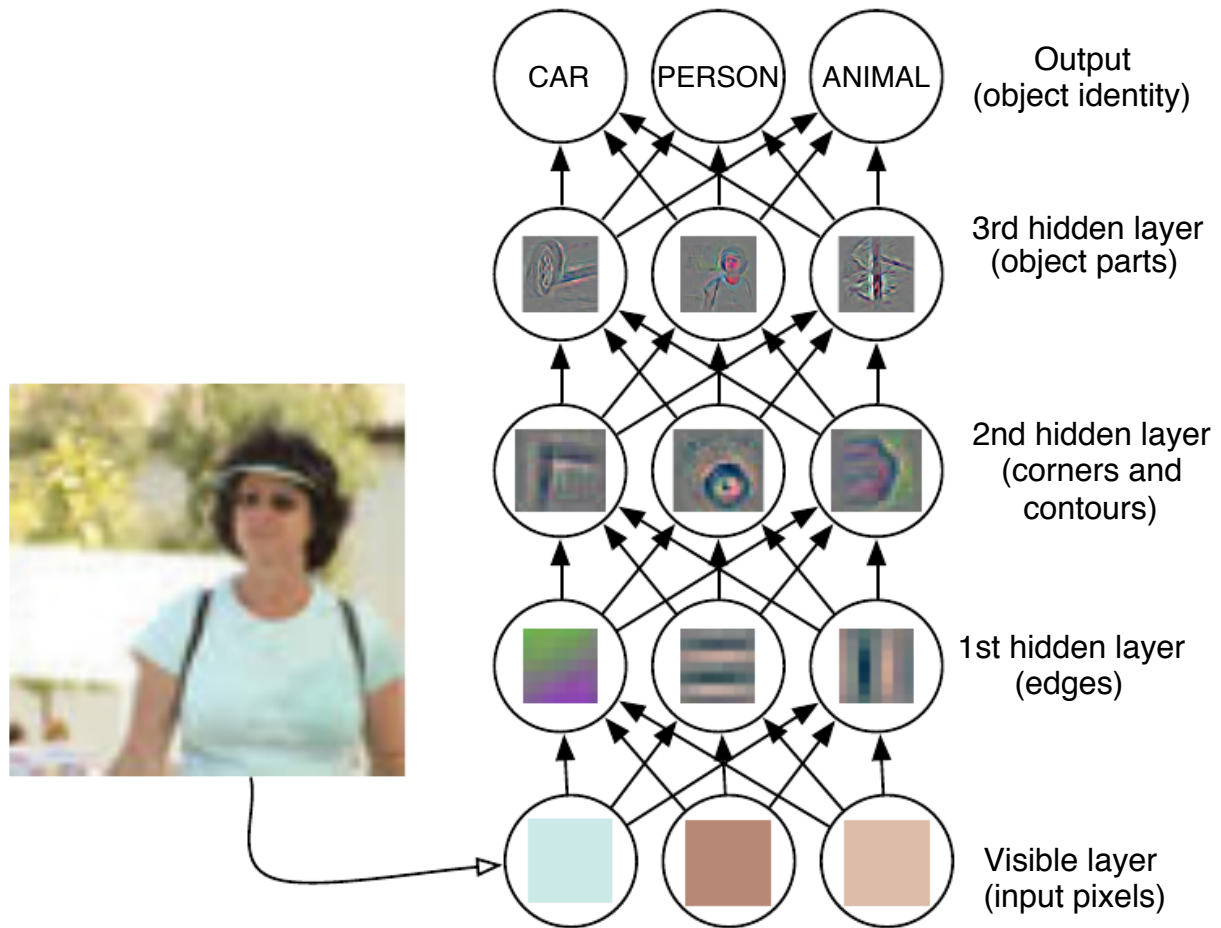 CAR
PERSON
ANIMAL
Output
(object identity)
3rd hidden layer
(object parts)
2nd hidden layer
(corners and
contours)
1st hidden layer
(edges)
Visible layer
(input pixels)